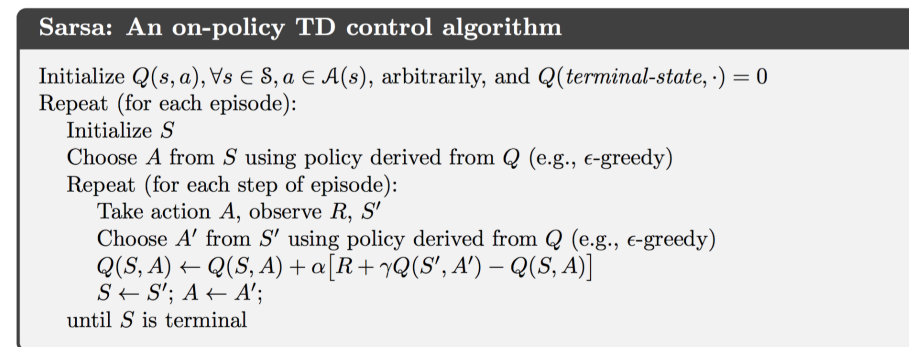 Sarsa: An on-policy TD control algorithm
Initialize Q(s, a), ∀s ∈ 𝒮, a ∈ 𝒜(s), arbitrarily, and Q(terminal-state, ·) = 0
Repeat (for each episode):
Initialize S
Choose A from S using policy derived from Q (e.g., ϵ-greedy)
Repeat (for each step of episode):
Take action A, observe R, S′
Choose A′ from S′ using policy derived from Q (e.g., ϵ-greedy)
Q(S, A) ← Q(S, A) + α[R + γQ(S′, A′) − Q(S, A)]
S ← S′; A ← A′;
until S is terminal